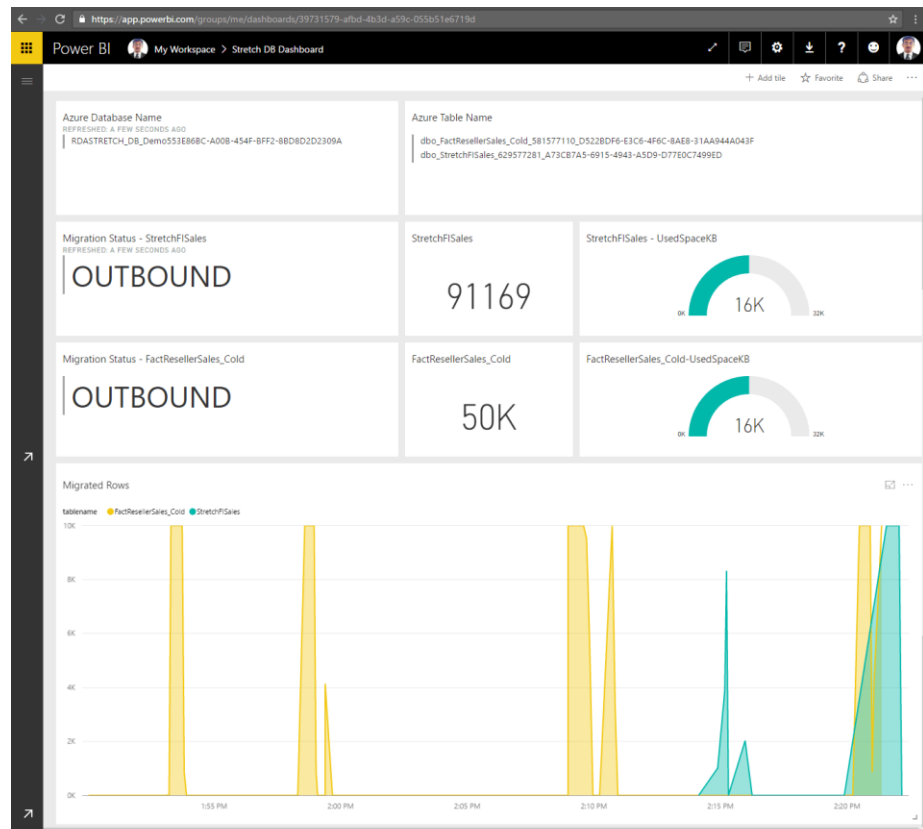 https://app.powerbi.com/groups/me/dashboards/39731579-afbd-4b3d-a59c-055b51e6719d
Power BI My Workspace > Stretch DB Dashboard ?
+ Add tile Favorite Share ...
Azure Database Name
REFRESHED: A FEW SECONDS AGO
RDASTRETCH_DB_Demo553E86BC-A00B-454F-BFF2-8BD8D2D2309A
Azure Table Name
dbo_FactResellerSales_Cold_581577110_D522BDF6-E3C6-4F6C-8AE8-31AA944A043F
dbo_StretchFISales_629577281_A73CB7A5-6915-4943-A5D9-D77E0C7499ED
Migration Status - StretchFISales
REFRESHED: A FEW SECONDS AGO
OUTBOUND
StretchFISales
91169
StretchFISales - UsedSpaceKB
16K
0K 32K
Migration Status - FactResellerSales_Cold
OUTBOUND
FactResellerSales_Cold
50K
FactResellerSales_Cold-UsedSpaceKB
16K
0K 32K
Migrated Rows
tablename FactResellerSales_Cold StretchFISales
10K
8K
6K
4K
2K
0K
1:55 PM 2:00 PM 2:05 PM 2:10 PM 2:15 PM 2:20 PM